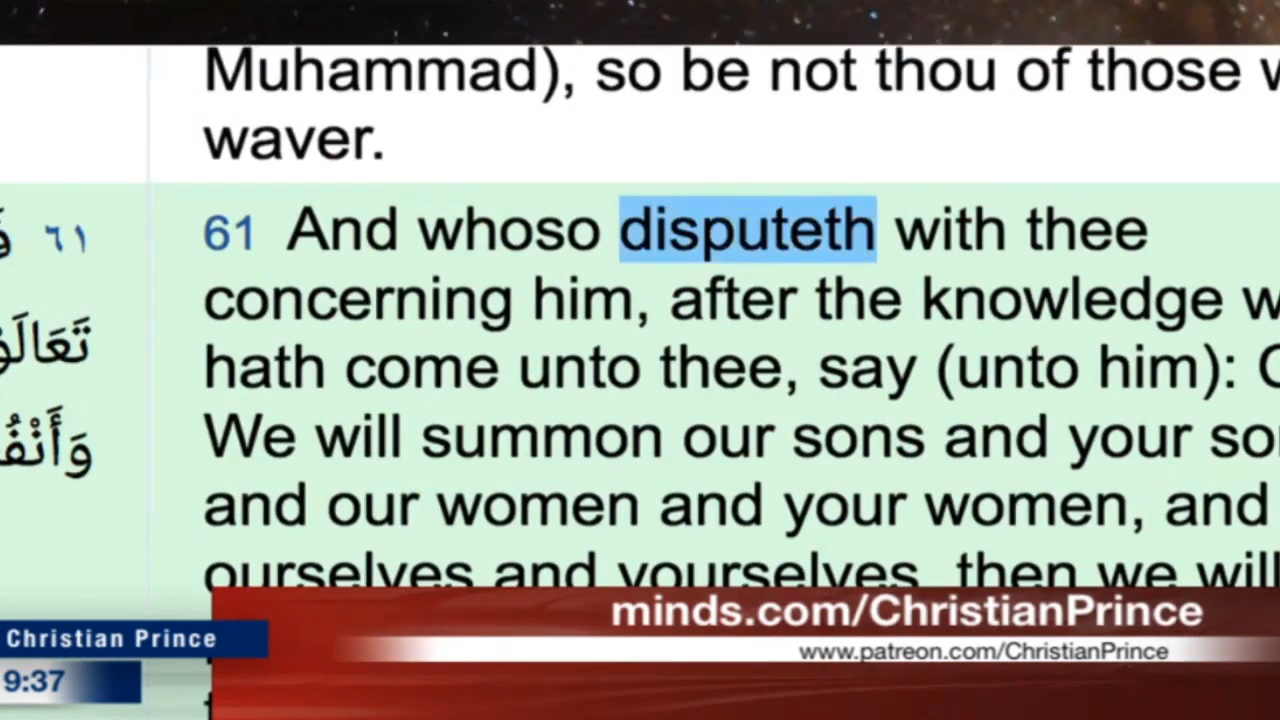 Muhammad), so be not thou of those
waver.
٦١
61 And whoso disputeth with thee
تَعَالَوْ
concerning him, after the knowledge
hath come unto thee, say (unto him):
وَأَنْفُ
We will summon our sons and your
and our women and your women, and
ourselves and yourselves, then we will
minds.com/ChristianPrince
Christian Prince
www.patreon.com/ChristianPrince
9:37